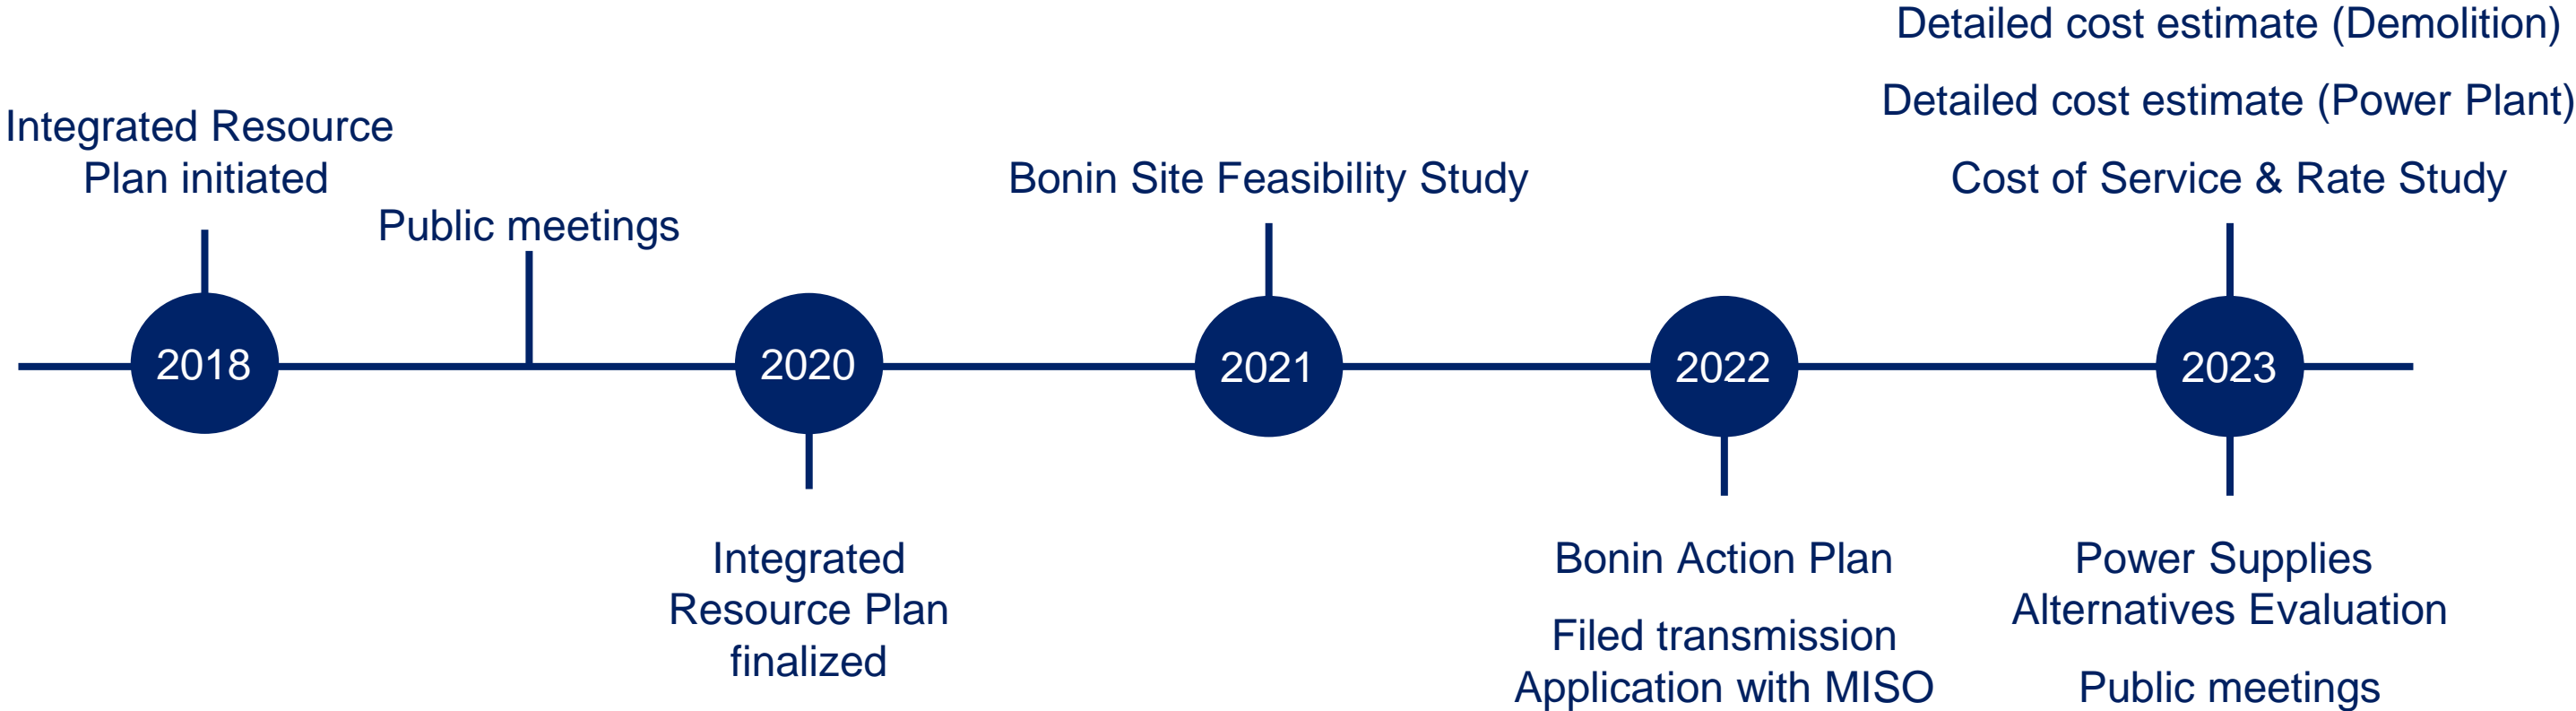 Integrated Resource
Plan initiated
Public meetings
Bonin Site Feasibility Study
Detailed cost estimate (Demolition)
Detailed cost estimate (Power Plant)
Cost of Service & Rate Study
2018
2020
2021
2022
2023
Integrated
Resource Plan
finalized
Bonin Action Plan
Filed transmission
Application with MISO
Power Supplies
Alternatives Evaluation
Public meetings